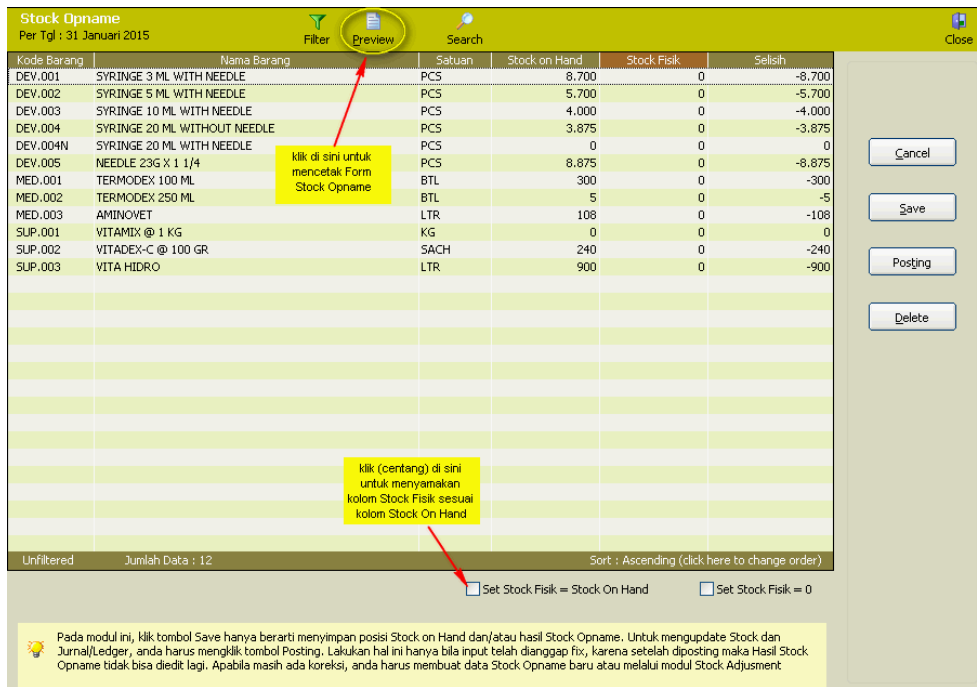 Stock Opname
Per Tgl : 31 Januari 2015
Filter Preview Search Close
Kode Barang Nama Barang Satuan Stock on Hand Stock Fisik Selisih
DEV.001 SYRINGE 3 ML WITH NEEDLE PCS 8.700 0 -8.700
DEV.002 SYRINGE 5 ML WITH NEEDLE PCS 5.700 0 -5.700
DEV.003 SYRINGE 10 ML WITH NEEDLE PCS 4.000 0 -4.000
DEV.004 SYRINGE 20 ML WITHOUT NEEDLE PCS 3.875 0 -3.875
DEV.004N SYRINGE 20 ML WITH NEEDLE PCS 0 0 0
DEV.005 NEEDLE 23G X 1 1/4 PCS 8.875 0 -8.875
MED.001 TERMODEX 100 ML BTL 300 0 -300
MED.002 TERMODEX 250 ML BTL 5 0 -5
MED.003 AMINOVET LTR 108 0 -108
SUP.001 VITAMIX @ 1 KG KG 0 0 0
SUP.002 VITADEX-C @ 100 GR SACH 240 0 -240
SUP.003 VITA HIDRO LTR 900 0 -900
klik di sini untuk
mencetak Form
Stock Opname
Cancel
Save
Posting
Delete
klik (centang) di sini
untuk menyamakan
kolom Stock Fisik sesuai
kolom Stock On Hand
Unfiltered Jumlah Data : 12 Sort : Ascending (click here to change order)
Set Stock Fisik = Stock On Hand Set Stock Fisik = 0
Pada modul ini, klik tombol Save hanya berarti menyimpan posisi Stock on Hand dan/atau hasil Stock Opname. Untuk mengupdate Stock dan
Jurnal/Ledger, anda harus mengklik tombol Posting. Lakukan hal ini hanya bila input telah dianggap fix, karena setelah diposting maka Hasil Stock
Opname tidak bisa diedit lagi. Apabila masih ada koreksi, anda harus membuat data Stock Opname baru atau melalui modul Stock Adjusment